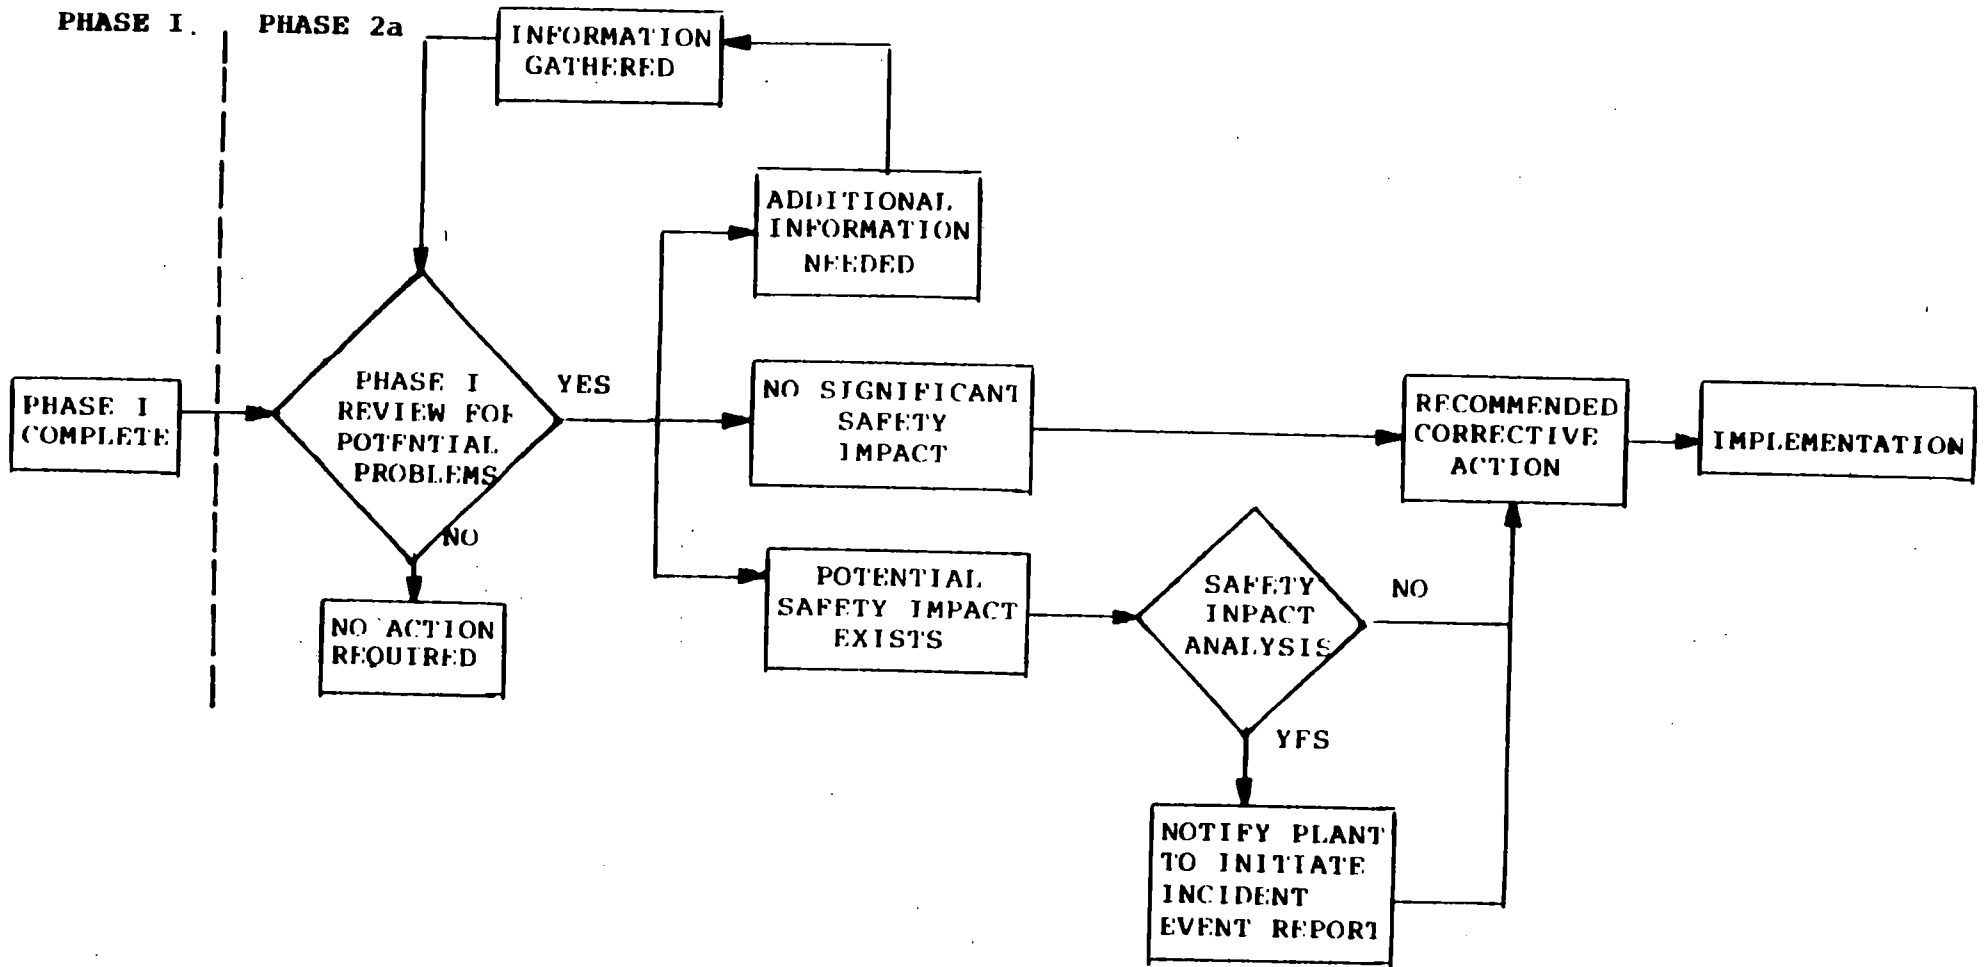 PHASE I.
PHASE 2a
INFORMATION
GATHERED
ADDITIONAL
INFORMATION
NEEDED
PHASE I
COMPLETE
PHASE I
REVIEW FOR
POTENTIAL
PROBLEMS
YES
NO
NO ACTION
REQUIRED
NO SIGNIFICANT
SAFETY
IMPACT
POTENTIAL
SAFETY IMPACT
EXISTS
SAFETY
INPACT
ANALYSIS
NO
YES
NOTIFY PLANT
TO INITIATE
INCIDENT
EVENT REPORT
RECOMMENDED
CORRECTIVE
ACTION
IMPLEMENTATION